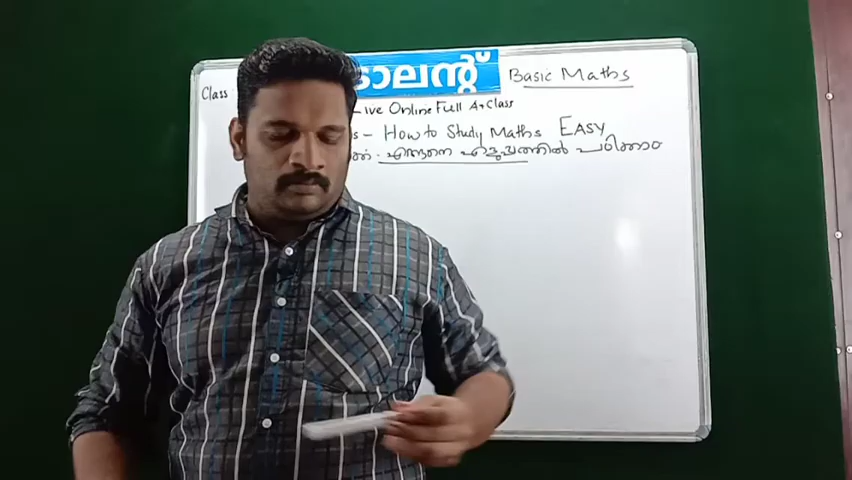 ടാലന്റ് Basic Maths
Class
Live Online Full A+ Class
How to Study Maths EASY
എങ്ങനെ എളുപ്പത്തിൽ പഠിക്കാം